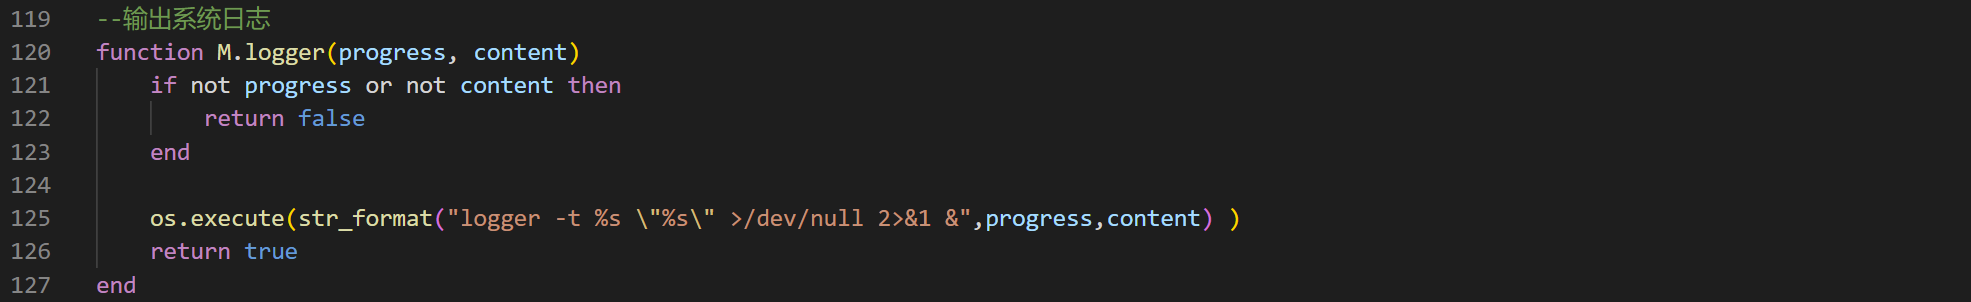 119 --输出系统日志
120 function M.logger(progress, content)
121     if not progress or not content then
122         return false
123     end
124
125     os.execute(str_format("logger -t %s \"%s\" >/dev/null 2>&1 &",progress,content) )
126     return true
127 end